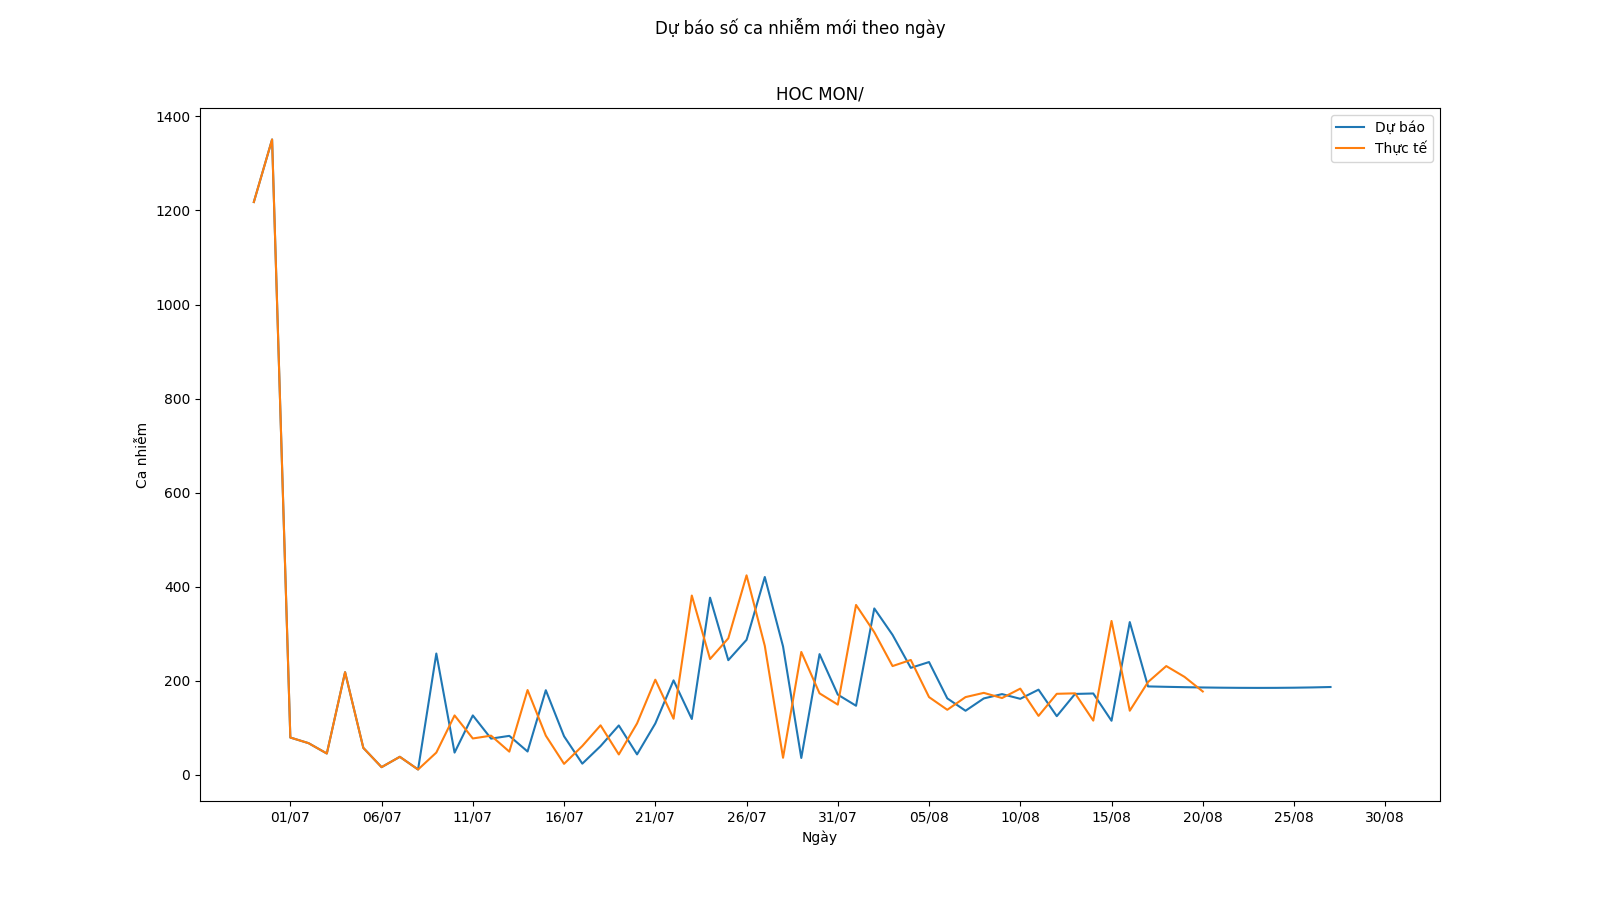 Dự báo số ca nhiễm mới theo ngày
HOC MON/
Dự báo
Thực tế
1400
1200
1000
800
600
400
200
0
Ca nhiễm
01/07 06/07 11/07 16/07 21/07 26/07 31/07 05/08 10/08 15/08 20/08 25/08 30/08
Ngày